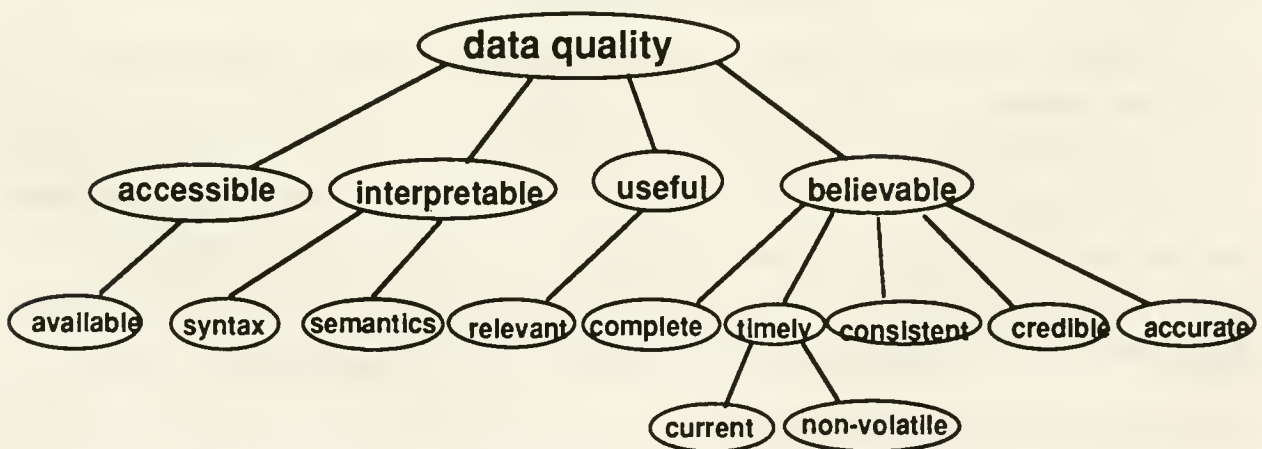 data quality
accessible interpretable useful believable
available syntax semantics relevant complete timely consistent credible accurate
current non-volatile